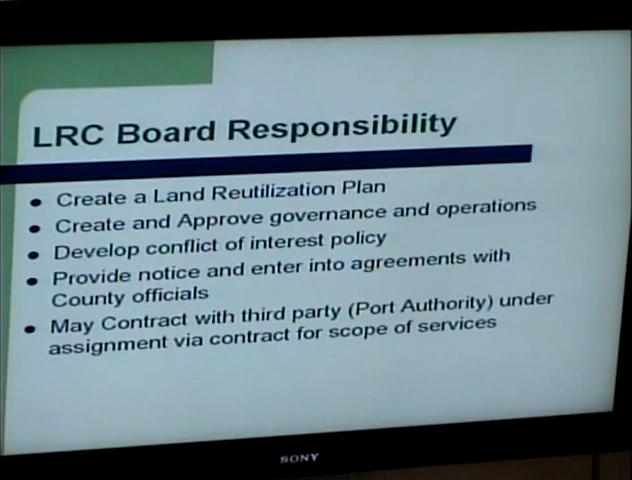 LRC Board Responsibility
• Create a Land Reutilization Plan
• Create and Approve governance and operations
• Develop conflict of interest policy
• Provide notice and enter into agreements with
County officials
• May Contract with third party (Port Authority) under
assignment via contract for scope of services
SONY